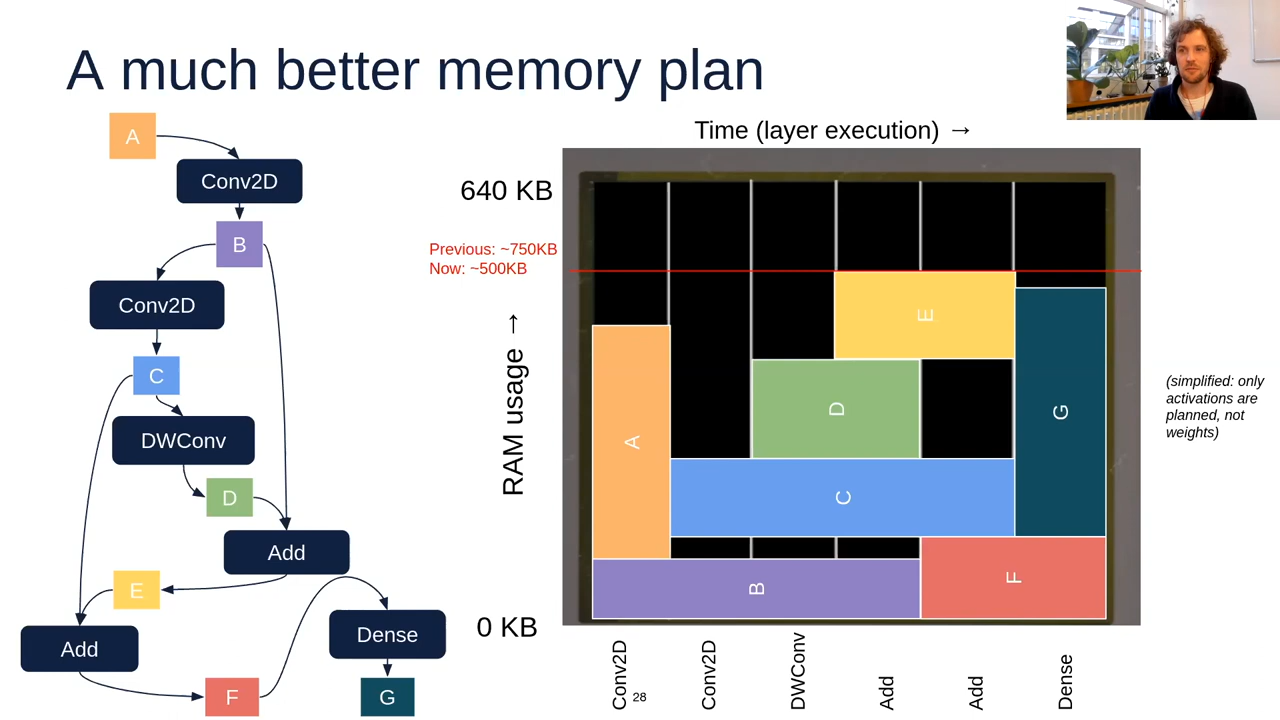 A much better memory plan
A
Conv2D
B
Conv2D
C
DWConv
D
Add
E
Add
Dense
F
G
Time (layer execution) →
640 KB
Previous: ~750KB
Now: ~500KB
RAM usage →
0 KB
A
B
C
D
E
F
G
Conv2D
Conv2D
DWConv
Add
Add
Dense
28
(simplified: only
activations are
planned, not
weights)